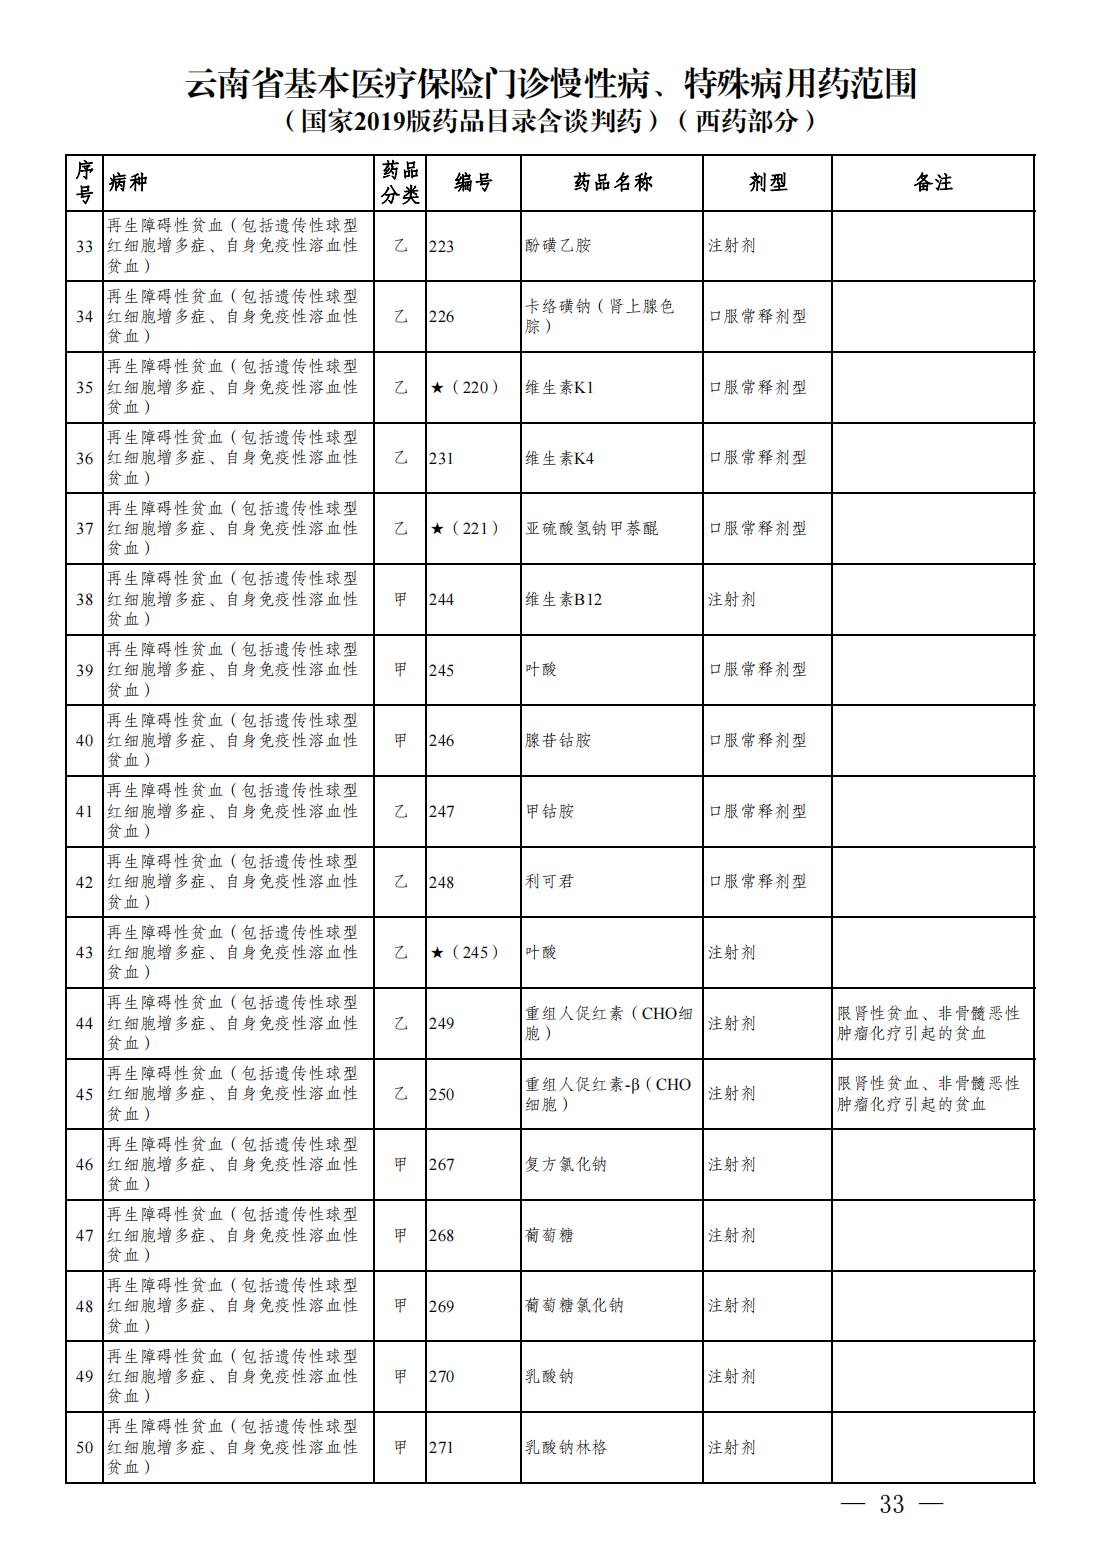 云南省基本医疗保险门诊慢性病、特殊病用药范围
（国家2019版药品目录含谈判药）（西药部分）
序号 病种 药品分类 编号 药品名称 剂型 备注
33 再生障碍性贫血（包括遗传性球型红细胞增多症、自身免疫性溶血性贫血） 乙 223 酚磺乙胺 注射剂
34 再生障碍性贫血（包括遗传性球型红细胞增多症、自身免疫性溶血性贫血） 乙 226 卡络磺钠（肾上腺色腙） 口服常释剂型
35 再生障碍性贫血（包括遗传性球型红细胞增多症、自身免疫性溶血性贫血） 乙 ★（220） 维生素K1 口服常释剂型
36 再生障碍性贫血（包括遗传性球型红细胞增多症、自身免疫性溶血性贫血） 乙 231 维生素K4 口服常释剂型
37 再生障碍性贫血（包括遗传性球型红细胞增多症、自身免疫性溶血性贫血） 乙 ★（221） 亚硫酸氢钠甲萘醌 口服常释剂型
38 再生障碍性贫血（包括遗传性球型红细胞增多症、自身免疫性溶血性贫血） 甲 244 维生素B12 注射剂
39 再生障碍性贫血（包括遗传性球型红细胞增多症、自身免疫性溶血性贫血） 甲 245 叶酸 口服常释剂型
40 再生障碍性贫血（包括遗传性球型红细胞增多症、自身免疫性溶血性贫血） 甲 246 腺苷钴胺 口服常释剂型
41 再生障碍性贫血（包括遗传性球型红细胞增多症、自身免疫性溶血性贫血） 乙 247 甲钴胺 口服常释剂型
42 再生障碍性贫血（包括遗传性球型红细胞增多症、自身免疫性溶血性贫血） 乙 248 利可君 口服常释剂型
43 再生障碍性贫血（包括遗传性球型红细胞增多症、自身免疫性溶血性贫血） 乙 ★（245） 叶酸 注射剂
44 再生障碍性贫血（包括遗传性球型红细胞增多症、自身免疫性溶血性贫血） 乙 249 重组人促红素（CHO细胞） 注射剂 限肾性贫血、非骨髓恶性肿瘤化疗引起的贫血
45 再生障碍性贫血（包括遗传性球型红细胞增多症、自身免疫性溶血性贫血） 乙 250 重组人促红素-β（CHO细胞） 注射剂 限肾性贫血、非骨髓恶性肿瘤化疗引起的贫血
46 再生障碍性贫血（包括遗传性球型红细胞增多症、自身免疫性溶血性贫血） 甲 267 复方氯化钠 注射剂
47 再生障碍性贫血（包括遗传性球型红细胞增多症、自身免疫性溶血性贫血） 甲 268 葡萄糖 注射剂
48 再生障碍性贫血（包括遗传性球型红细胞增多症、自身免疫性溶血性贫血） 甲 269 葡萄糖氯化钠 注射剂
49 再生障碍性贫血（包括遗传性球型红细胞增多症、自身免疫性溶血性贫血） 甲 270 乳酸钠 注射剂
50 再生障碍性贫血（包括遗传性球型红细胞增多症、自身免疫性溶血性贫血） 甲 271 乳酸钠林格 注射剂
— 33 —